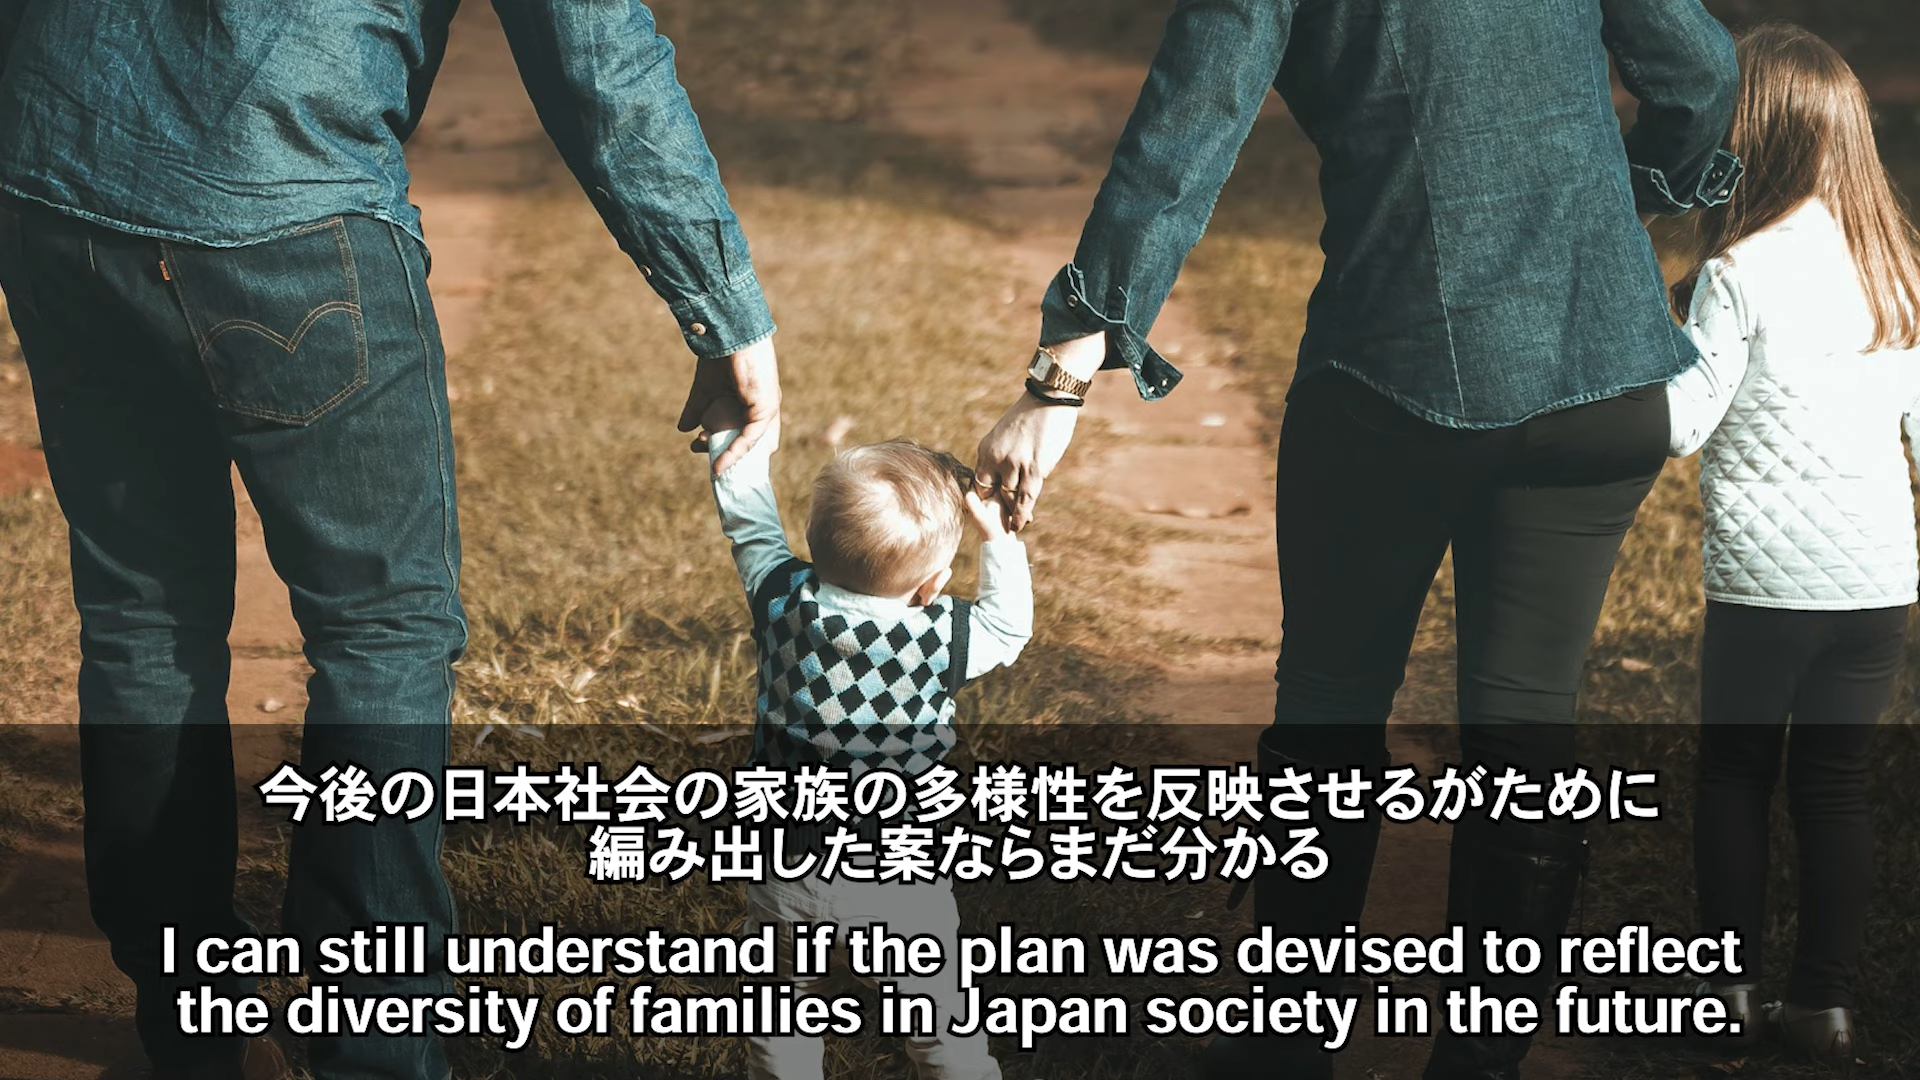 今後の日本社会の家族の多様性を反映させるがために
編み出した案ならまだ分かる
I can still understand if the plan was devised to reflect
the diversity of families in Japan society in the future.